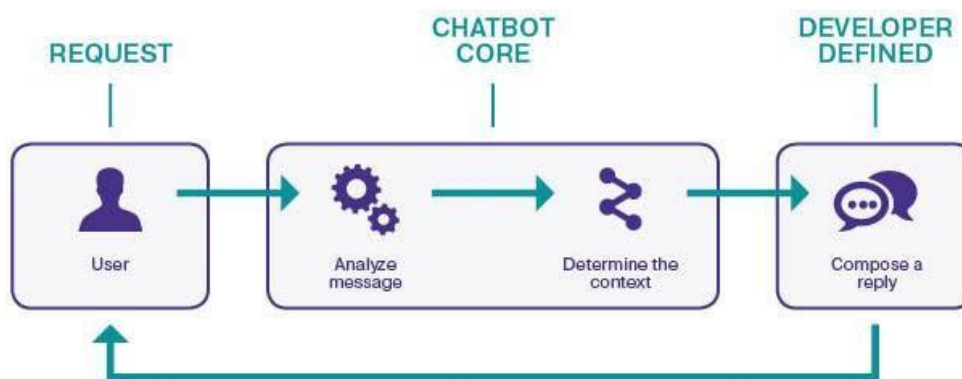 REQUEST
CHATBOT
CORE
DEVELOPER
DEFINED
User
Analyze
message
Determine the
context
Compose a
reply